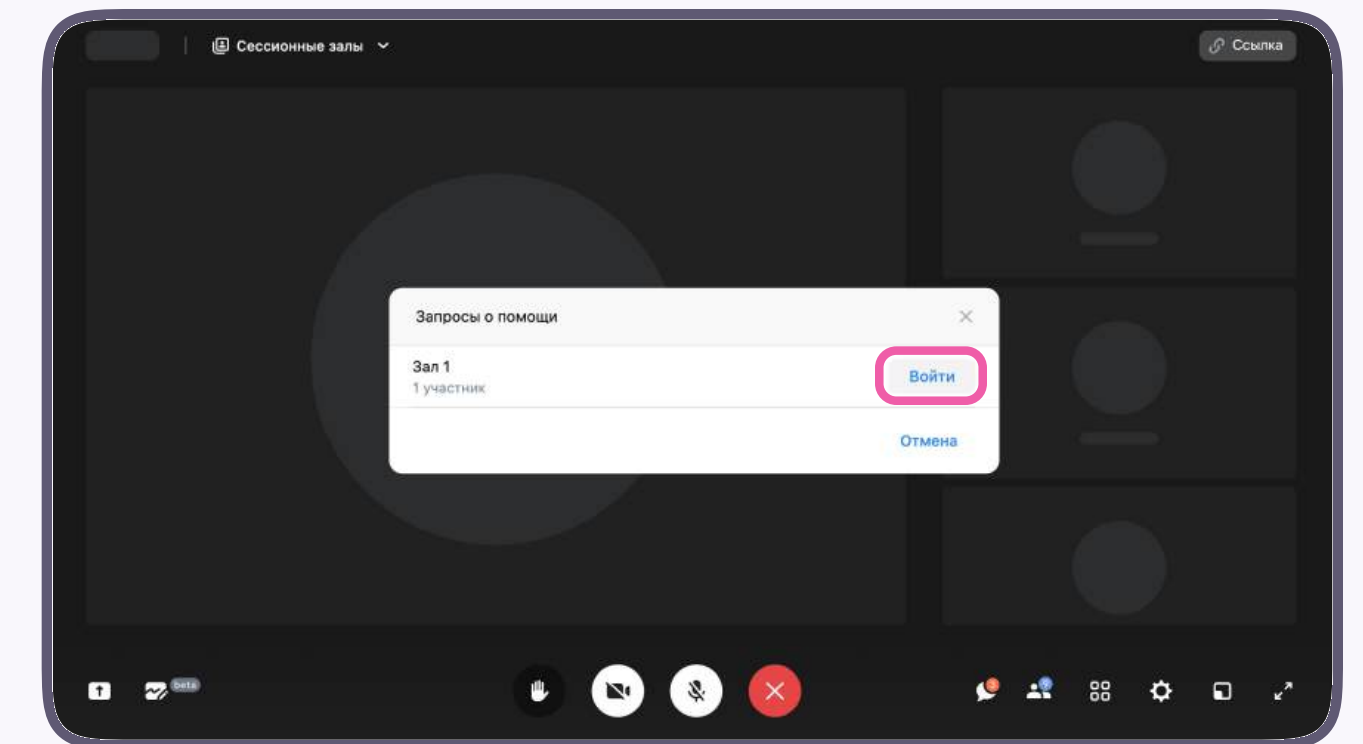 Сессионные залы
Ссылка
Запросы о помощи
Зал 1
1 участник
Войти
Отмена
beta